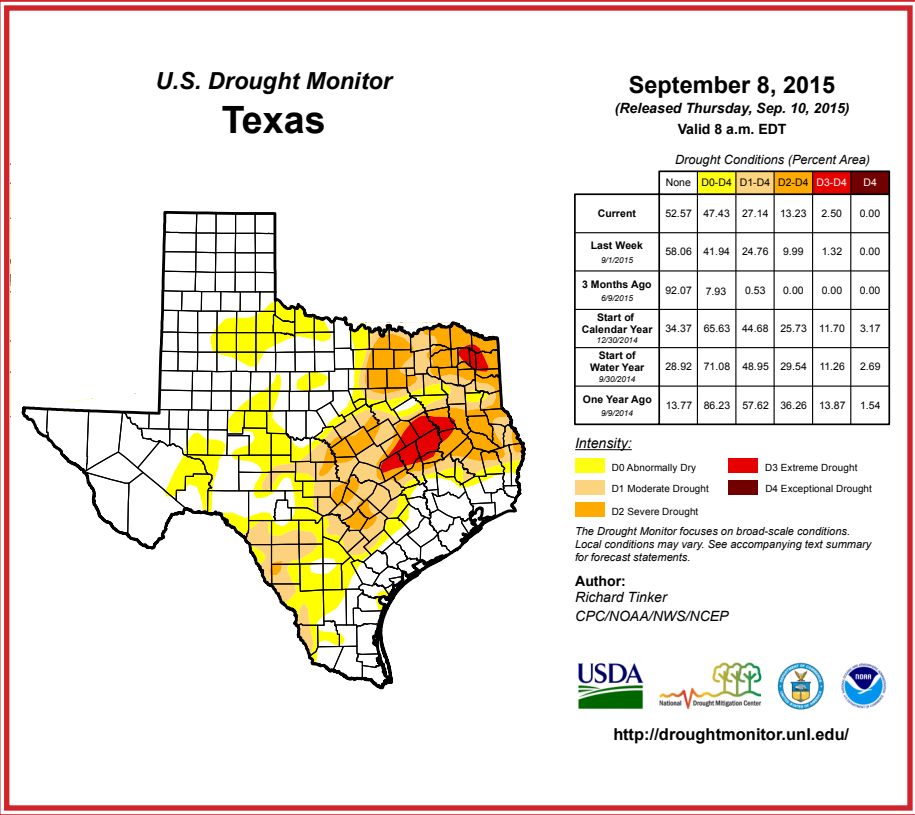 U.S. Drought Monitor
Texas
September 8, 2015
(Released Thursday, Sep. 10, 2015)
Valid 8 a.m. EDT
Drought Conditions (Percent Area)
None D0-D4 D1-D4 D2-D4 D3-D4 D4
Current 52.57 47.43 27.14 13.23 2.50 0.00
Last Week 58.06 41.94 24.76 9.99 1.32 0.00
9/1/2015
3 Months Ago 92.07 7.93 0.53 0.00 0.00 0.00
6/9/2015
Start of
Calendar Year 34.37 65.63 44.68 25.73 11.70 3.17
12/30/2014
Start of
Water Year 28.92 71.08 48.95 29.54 11.26 2.69
9/30/2014
One Year Ago 13.77 86.23 57.62 36.26 13.87 1.54
9/9/2014
Intensity:
D0 Abnormally Dry D3 Extreme Drought
D1 Moderate Drought D4 Exceptional Drought
D2 Severe Drought
The Drought Monitor focuses on broad-scale conditions.
Local conditions may vary. See accompanying text summary
for forecast statements.
Author:
Richard Tinker
CPC/NOAA/NWS/NCEP
USDA
National Drought Mitigation Center
NOAA
http://droughtmonitor.unl.edu/